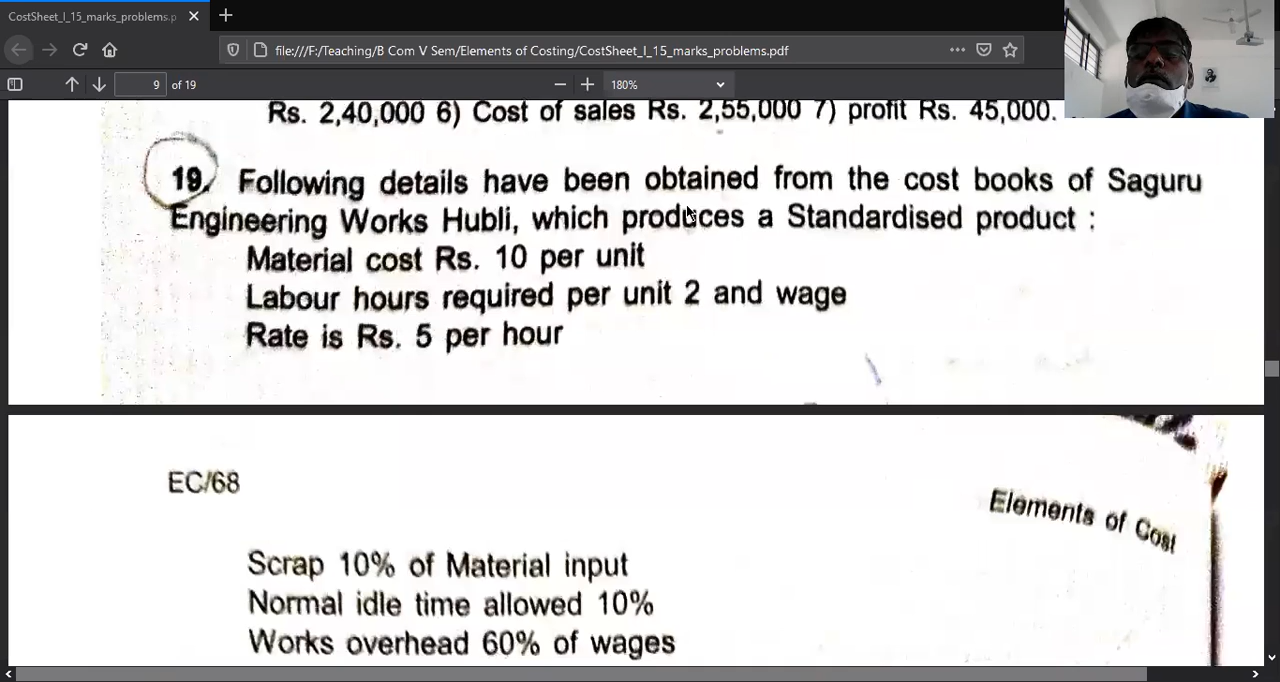 CostSheet_I_15_marks_problems.p
file:///F:/Teaching/B Com V Sem/Elements of Costing/CostSheet_I_15_marks_problems.pdf
9 of 19
180%
Rs. 2,40,000 6) Cost of sales Rs. 2,55,000 7) profit Rs. 45,000.
19. Following details have been obtained from the cost books of Saguru
Engineering Works Hubli, which produces a Standardised product :
Material cost Rs. 10 per unit
Labour hours required per unit 2 and wage
Rate is Rs. 5 per hour
EC/68
Elements of Cost
Scrap 10% of Material input
Normal idle time allowed 10%
Works overhead 60% of wages